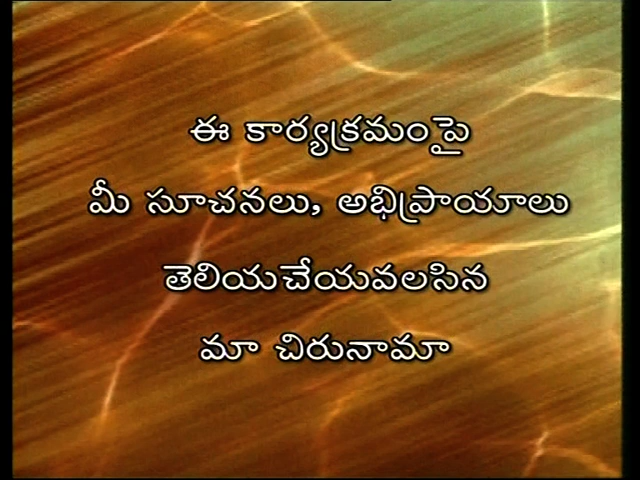 ఈ కార్యక్రమంపై
మీ సూచనలు, అభిప్రాయాలు
తెలియచేయవలసిన
మా చిరునామా